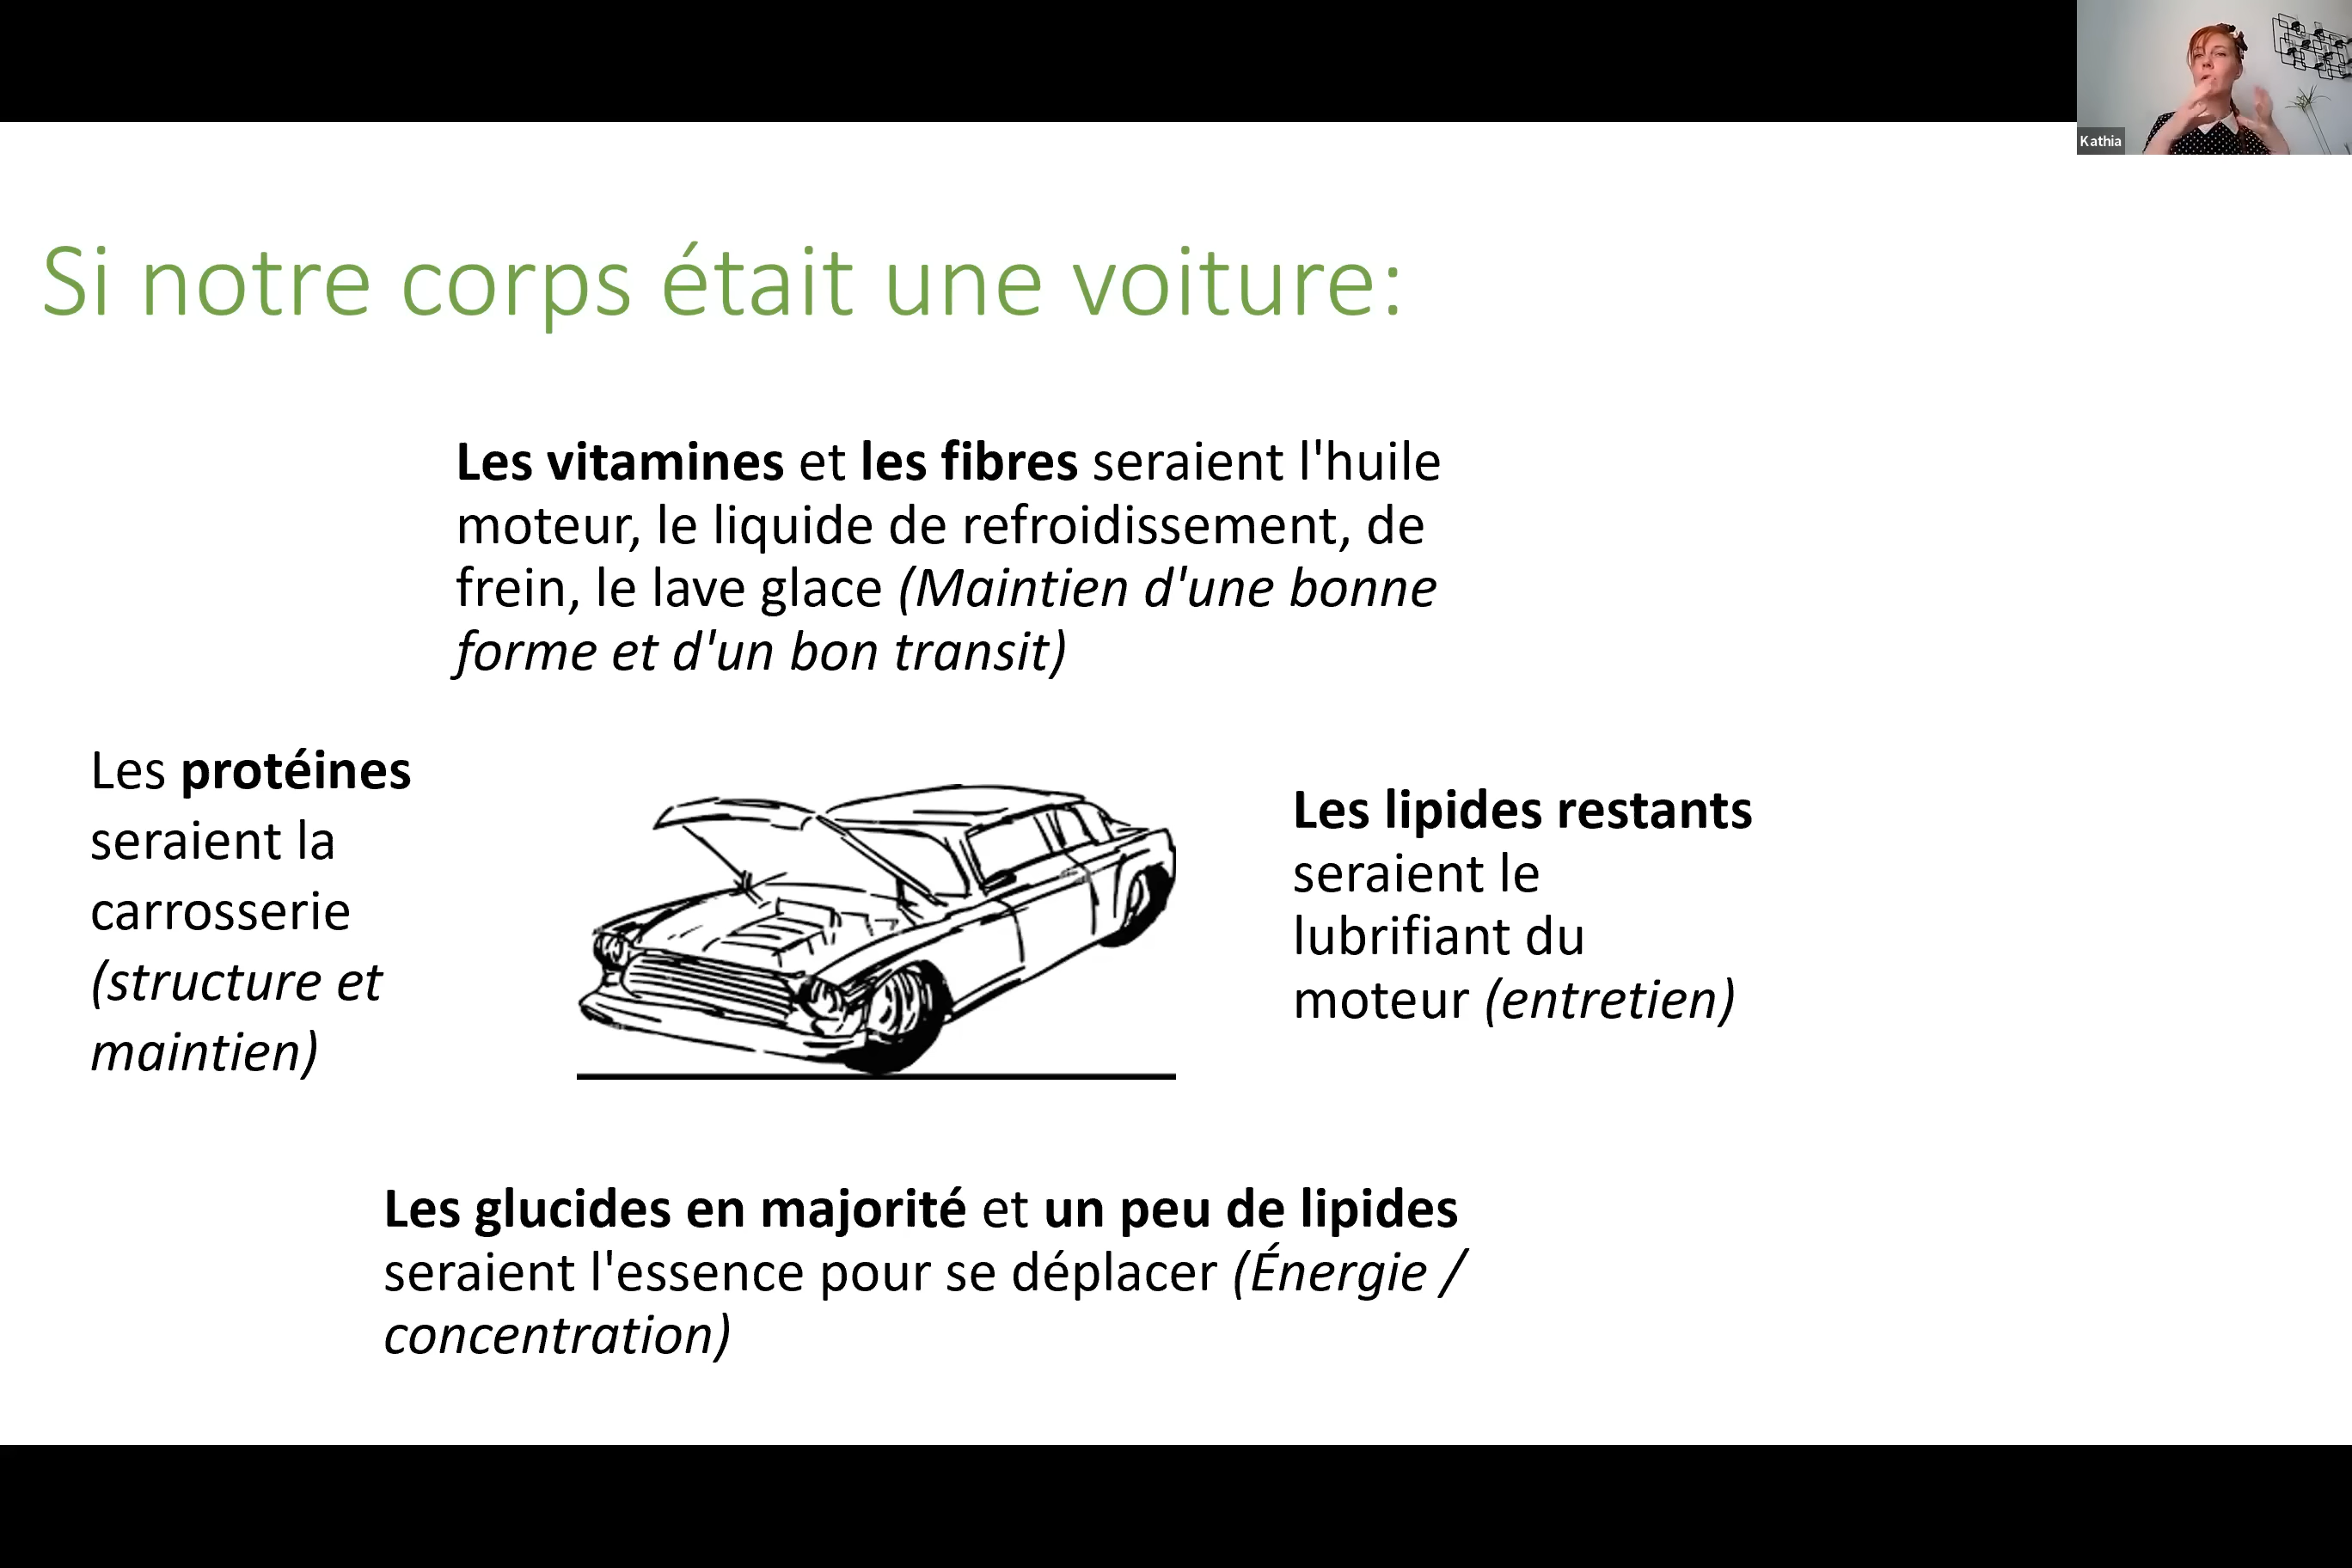 Kathia
Si notre corps était une voiture:
Les vitamines et les fibres seraient l'huile
moteur, le liquide de refroidissement, de
frein, le lave glace (Maintien d'une bonne
forme et d'un bon transit)
Les protéines
seraient la
carrosserie
(structure et
maintien)
Les lipides restants
seraient le
lubrifiant du
moteur (entretien)
Les glucides en majorité et un peu de lipides
seraient l'essence pour se déplacer (Énergie /
concentration)